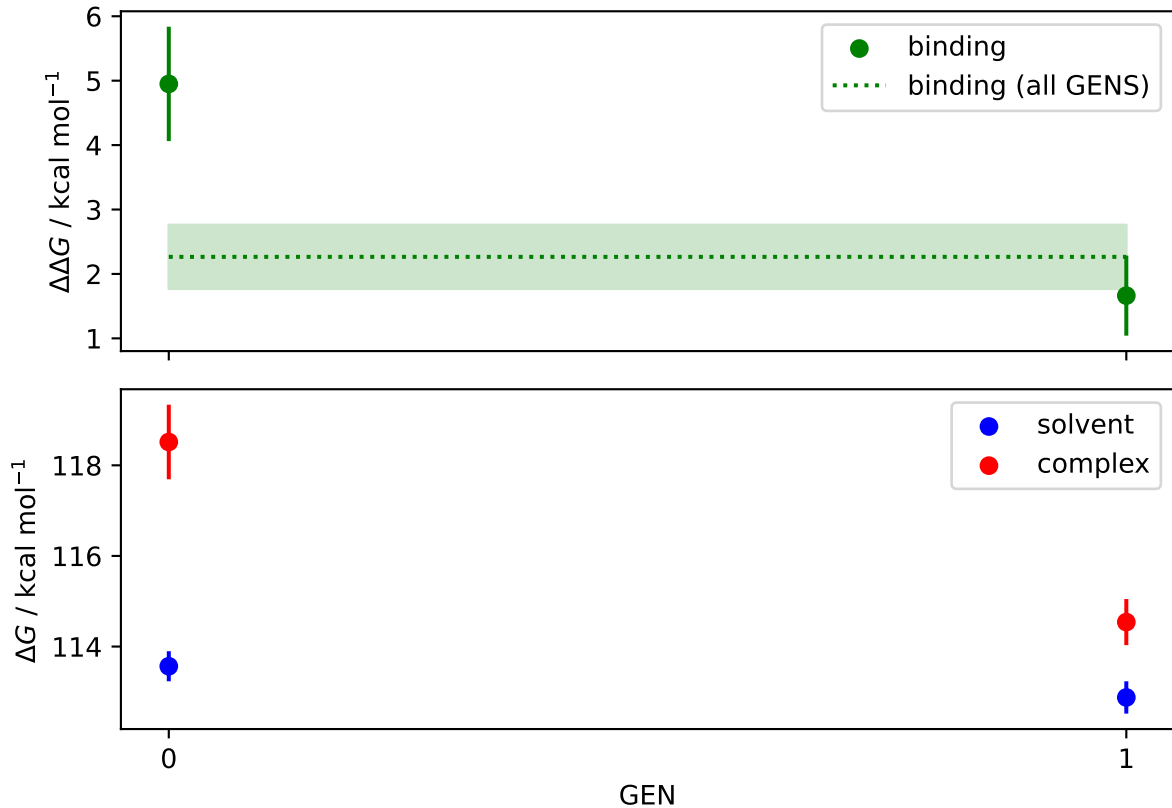 6
5
4
3
2
1
ΔΔG / kcal mol⁻¹
binding
binding (all GENS)
118
116
114
ΔG / kcal mol⁻¹
solvent
complex
0 1
GEN